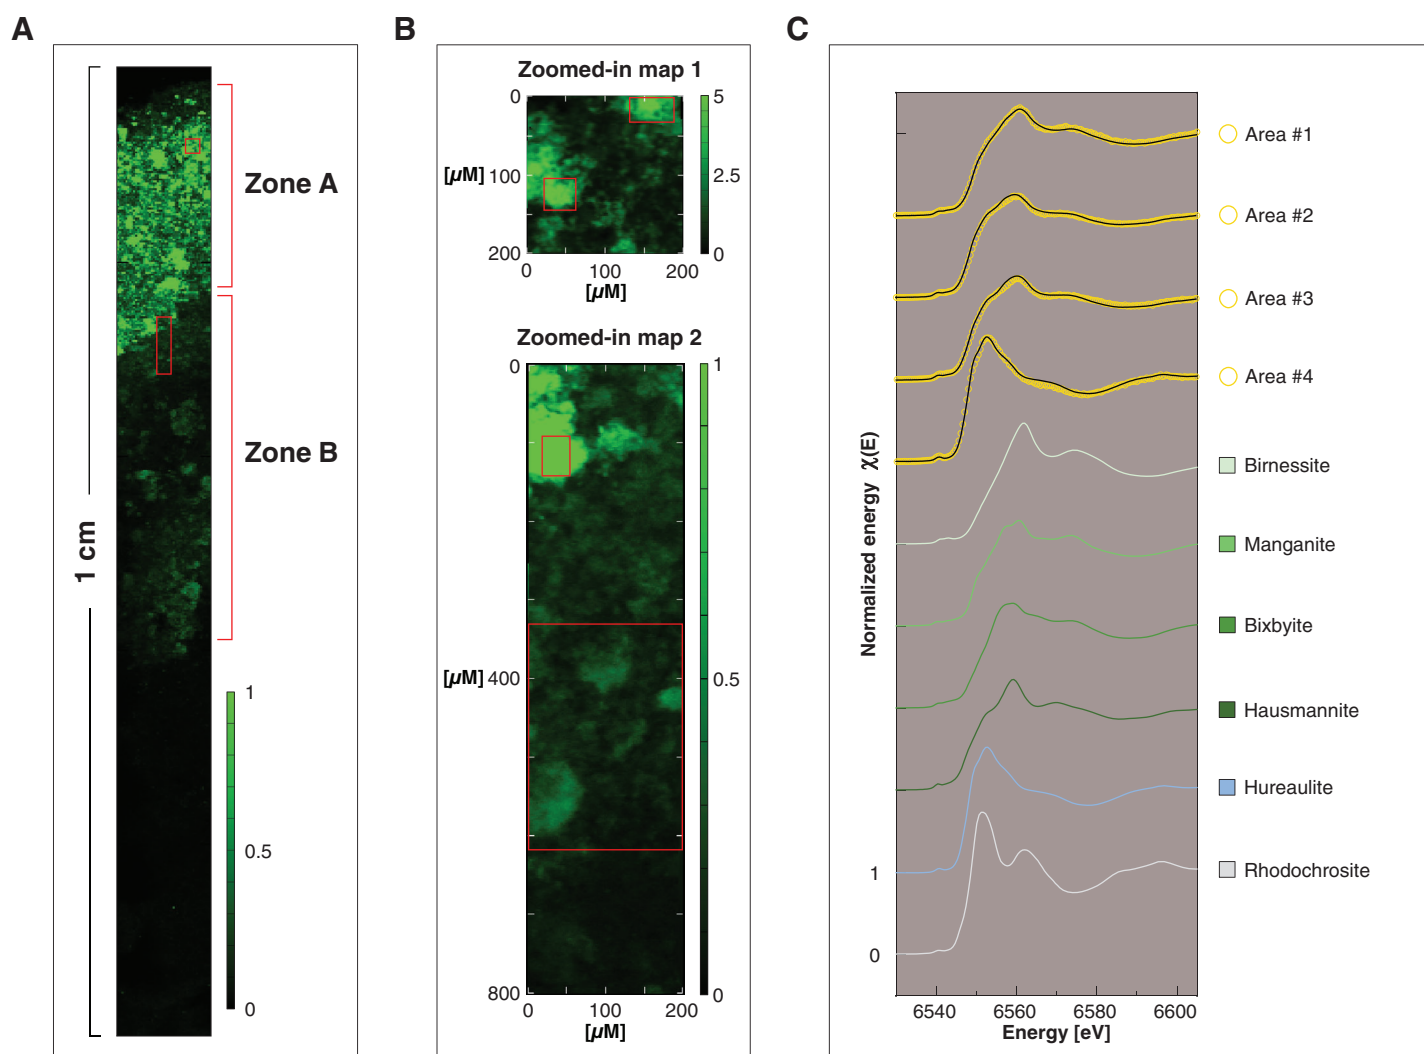 A
1 cm
Zone A
Zone B
1
0.5
0
B
Zoomed-in map 1
0
[µM] 100
200
0 100 200
[µM]
5
2.5
0
Zoomed-in map 2
0
[µM] 400
800
0 100 200
[µM]
1
0.5
0
C
Normalized energy χ(E)
1
0
6540 6560 6580 6600
Energy [eV]
Area #1
Area #2
Area #3
Area #4
Birnessite
Manganite
Bixbyite
Hausmannite
Hureaulite
Rhodochrosite